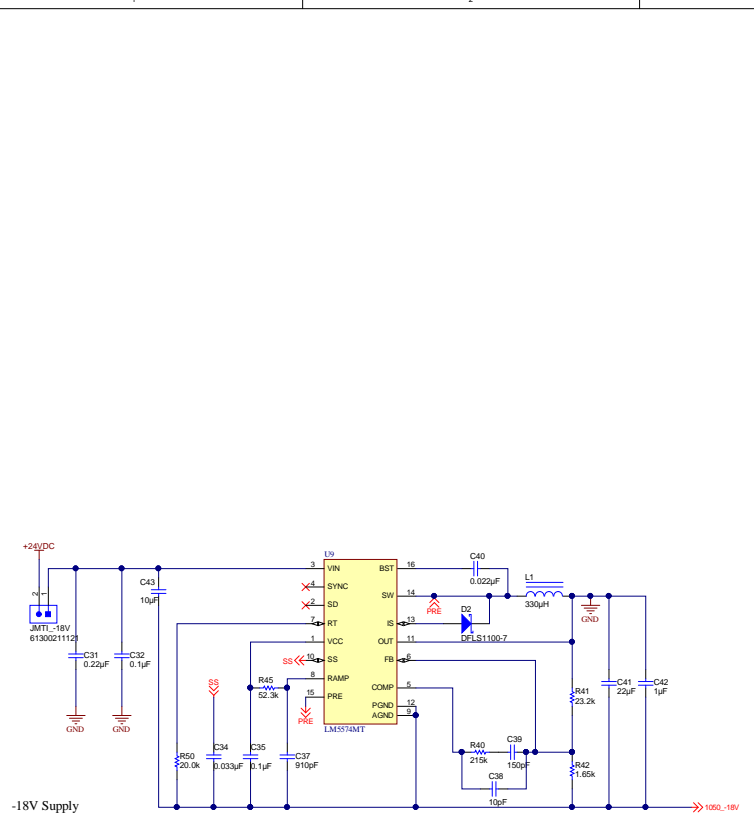 +24VDC
2
1
JMTI_-18V
61300211121
C31
0.22µF
C32
0.1µF
C43
10µF
GND
GND
U9
3 VIN
4 SYNC
2 SD
7 RT
1 VCC
SS 10 SS
8 RAMP
15 PRE
BST 16
SW 14
IS 13
OUT 11
FB 6
COMP 5
PGND 12
AGND 9
LM5574MT
PRE
SS
R45
52.3k
R50
20.0k
C34
0.033µF
C35
0.1µF
C37
910pF
C40
0.022µF
L1
330µH
PRE
D2
DFLS1100-7
GND
C41
22µF
C42
1µF
R41
23.2k
R40
215k
C39
150pF
C38
10pF
R42
1.65k
-18V Supply
1050_-18V